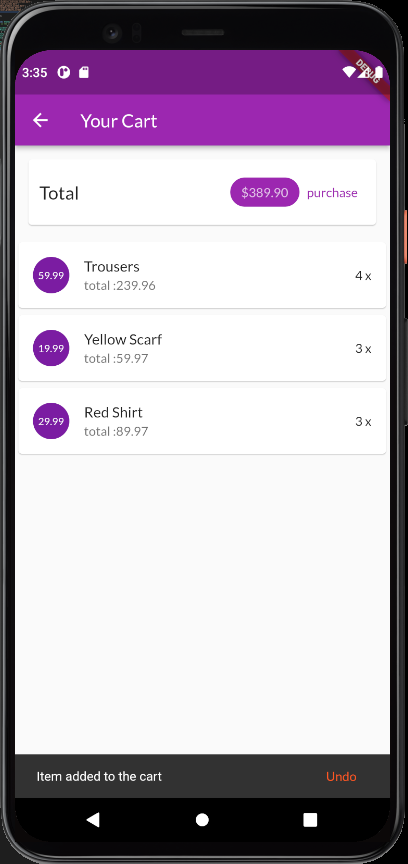 3:35
DEBUG
Your Cart
Total $389.90 purchase
59.99 Trousers 4 x
total :239.96
19.99 Yellow Scarf 3 x
total :59.97
29.99 Red Shirt 3 x
total :89.97
Item added to the cart Undo